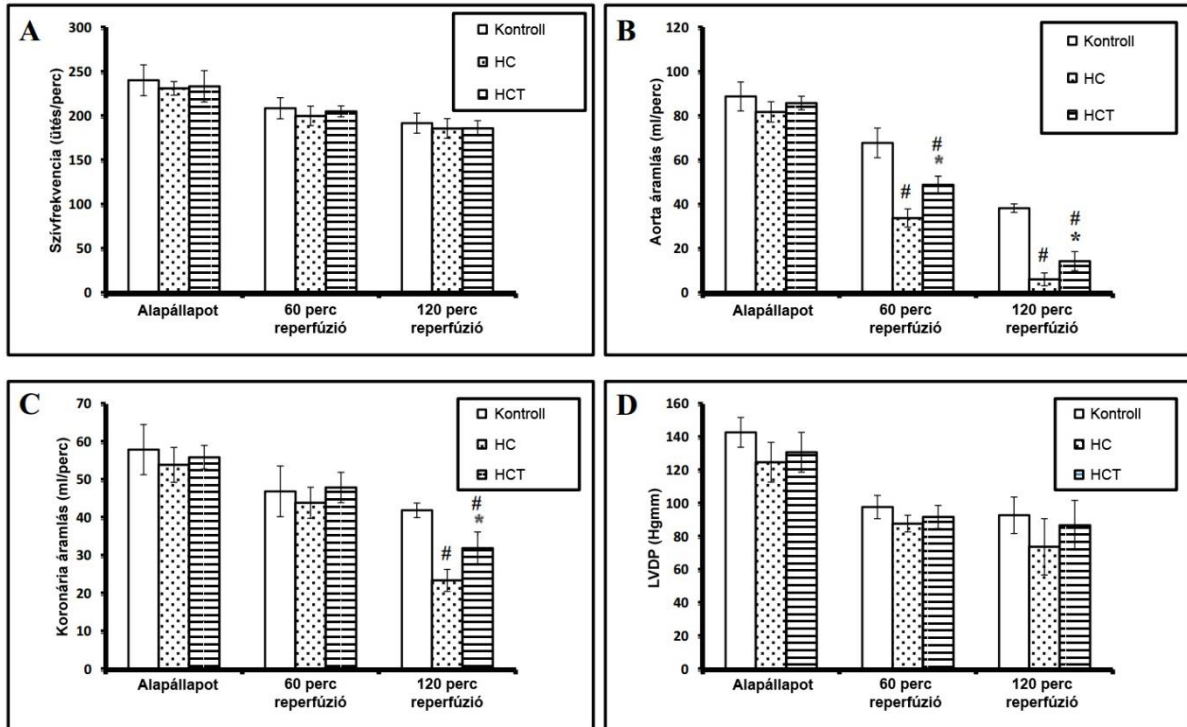 A
Szívfrekvencia (ütés/perc)
300
250
200
150
100
50
0
Kontroll
HC
HCT
Alapállapot
60 perc
reperfúzió
120 perc
reperfúzió
B
Aorta áramlás (ml/perc)
120
100
80
60
40
20
0
Kontroll
HC
HCT
#
#
*
#
#
*
Alapállapot
60 perc
reperfúzió
120 perc
reperfúzió
C
Koronária áramlás (ml/perc)
70
60
50
40
30
20
10
0
Kontroll
HC
HCT
#
#
*
Alapállapot
60 perc
reperfúzió
120 perc
reperfúzió
D
LVDP (Hgmm)
160
140
120
100
80
60
40
20
0
Kontroll
HC
HCT
Alapállapot
60 perc
reperfúzió
120 perc
reperfúzió